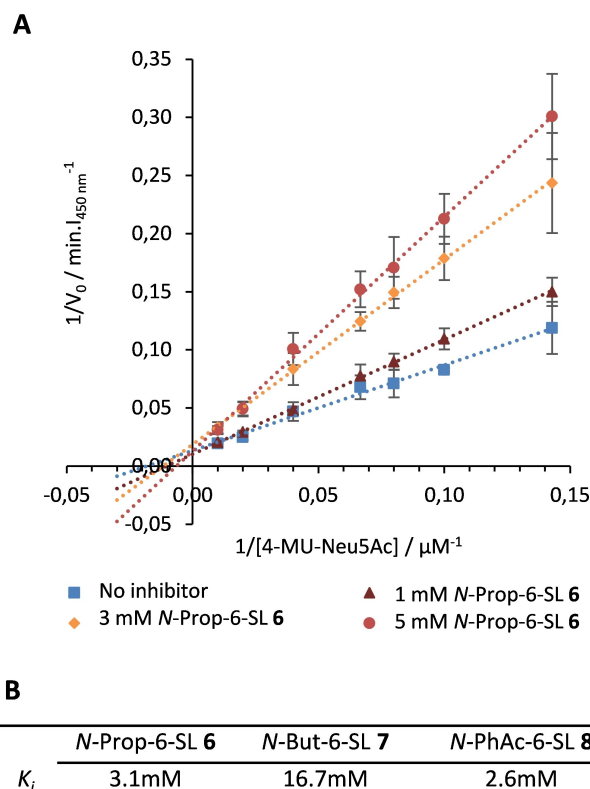 A
0,35
0,30
0,25
0,20
0,15
0,10
0,05
0,00
-0,05
-0,05 0,00 0,05 0,10 0,15
1/V0 / min.I450 nm-1
1/[4-MU-Neu5Ac] / µM-1
No inhibitor
1 mM N-Prop-6-SL 6
3 mM N-Prop-6-SL 6
5 mM N-Prop-6-SL 6
B
N-Prop-6-SL 6 N-But-6-SL 7 N-PhAc-6-SL 8
Ki 3.1mM 16.7mM 2.6mM